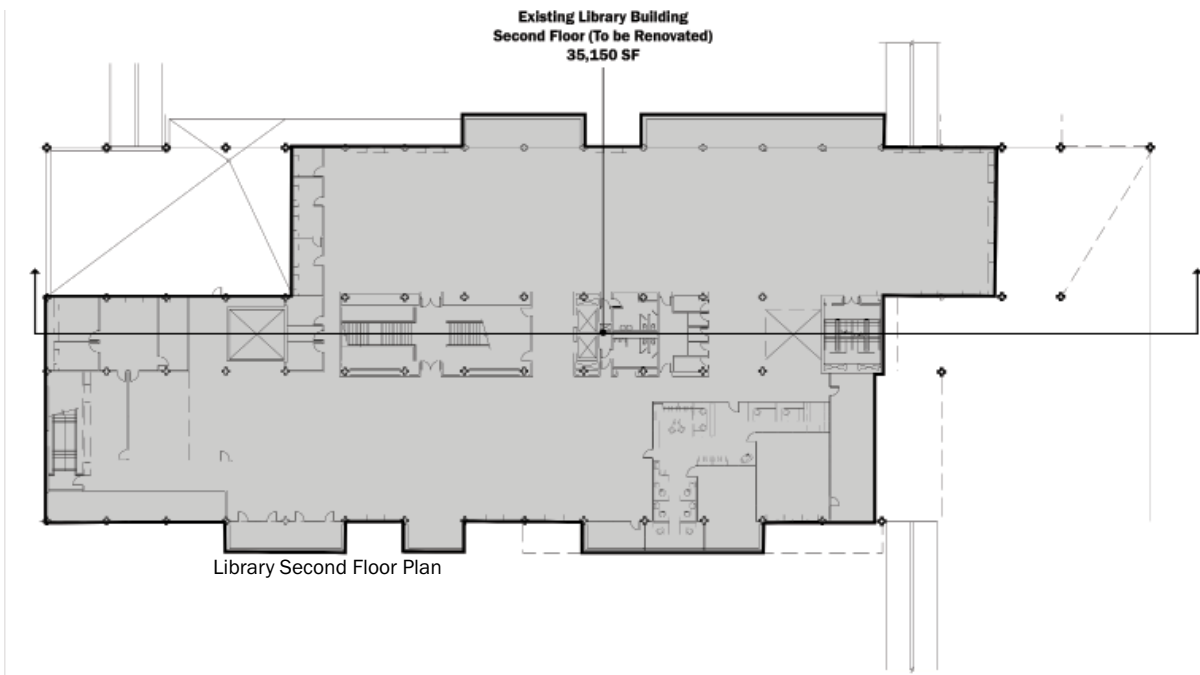 Existing Library Building
Second Floor (To be Renovated)
35,150 SF
Library Second Floor Plan